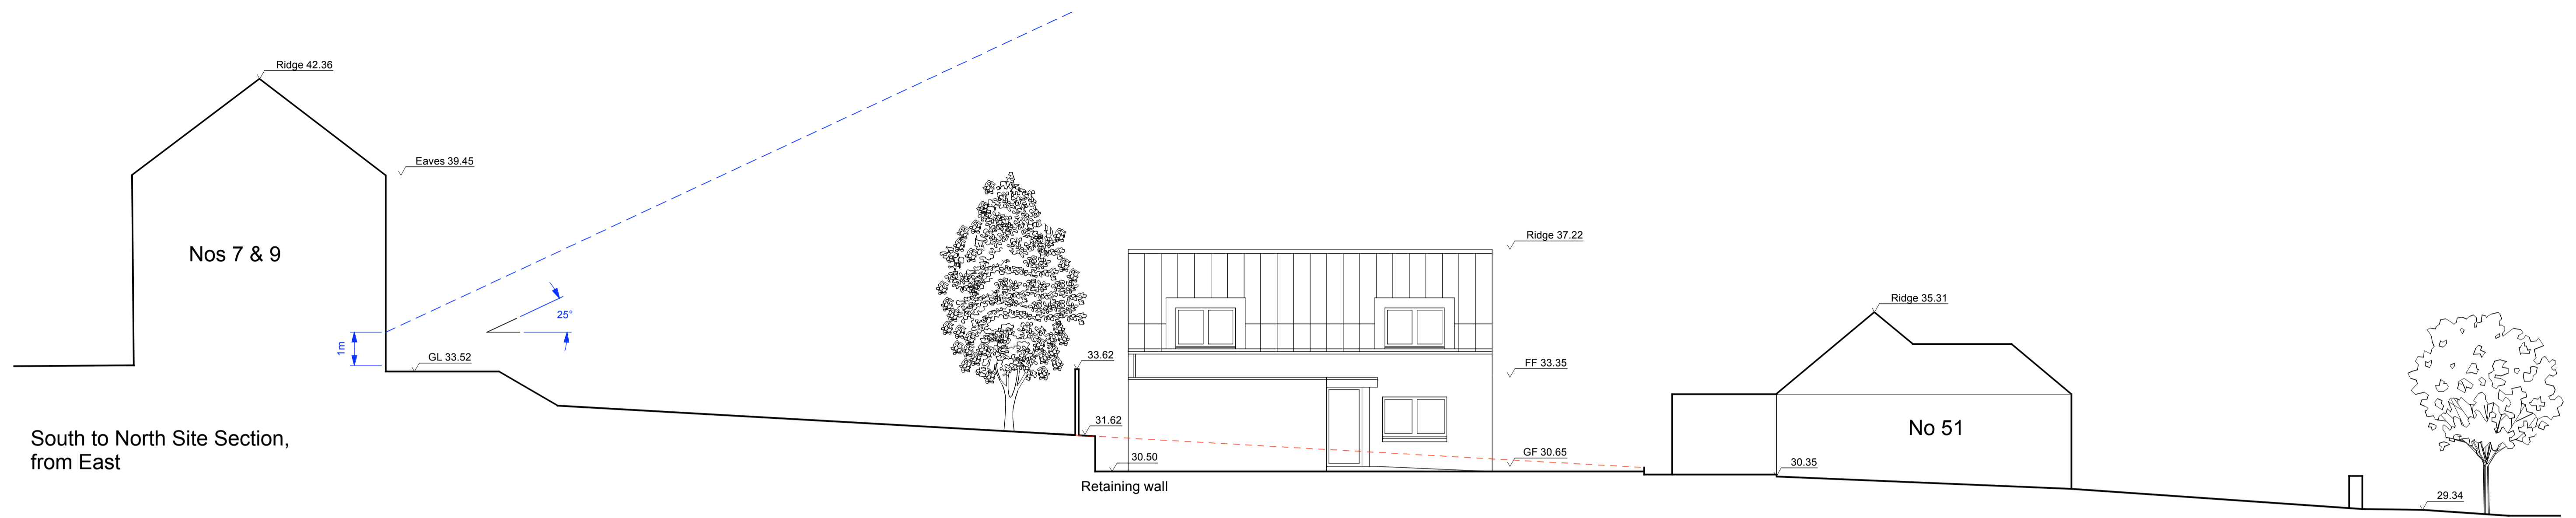 Ridge 42.36
Eaves 39.45
Nos 7 & 9
25°
1m
GL 33.52
South to North Site Section,
from East
33.62
31.62
30.50
Retaining wall
Ridge 37.22
FF 33.35
GF 30.65
Ridge 35.31
No 51
30.35
29.34